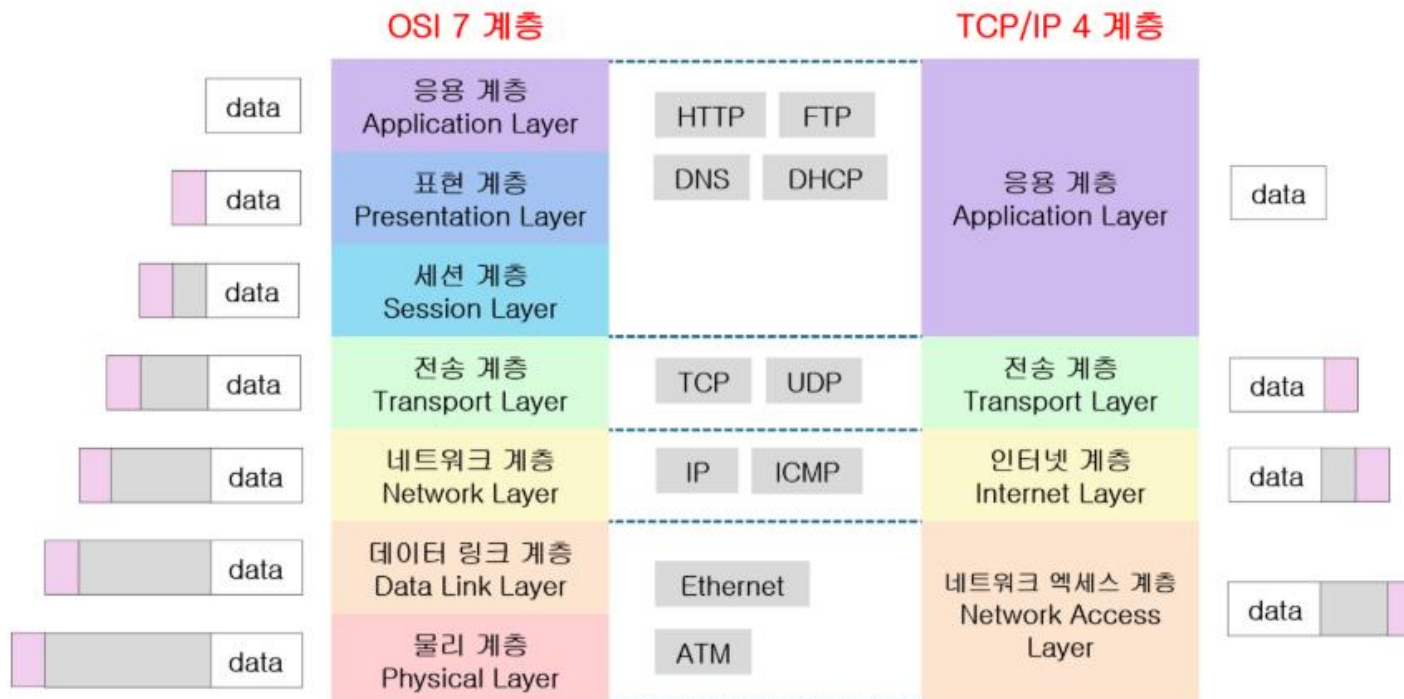 OSI 7 계층
TCP/IP 4 계층
data
응용 계층
Application Layer
HTTP
FTP
data
표현 계층
Presentation Layer
DNS
DHCP
응용 계층
Application Layer
data
data
세션 계층
Session Layer
data
전송 계층
Transport Layer
TCP
UDP
전송 계층
Transport Layer
data
data
네트워크 계층
Network Layer
IP
ICMP
인터넷 계층
Internet Layer
data
data
데이터 링크 계층
Data Link Layer
Ethernet
네트워크 엑세스 계층
Network Access
Layer
data
data
물리 계층
Physical Layer
ATM